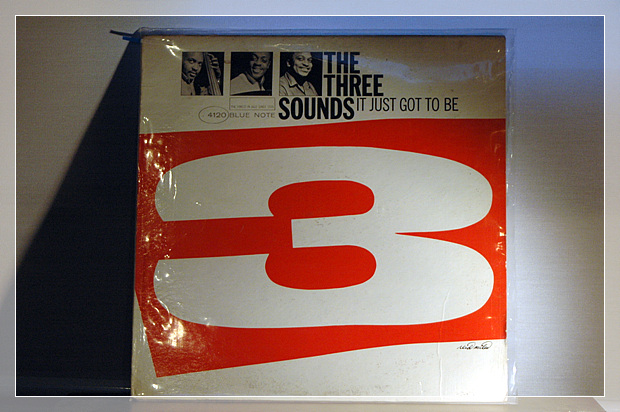 THE
THREE
SOUNDS IT JUST GOT TO BE
4120 BLUE NOTE
3